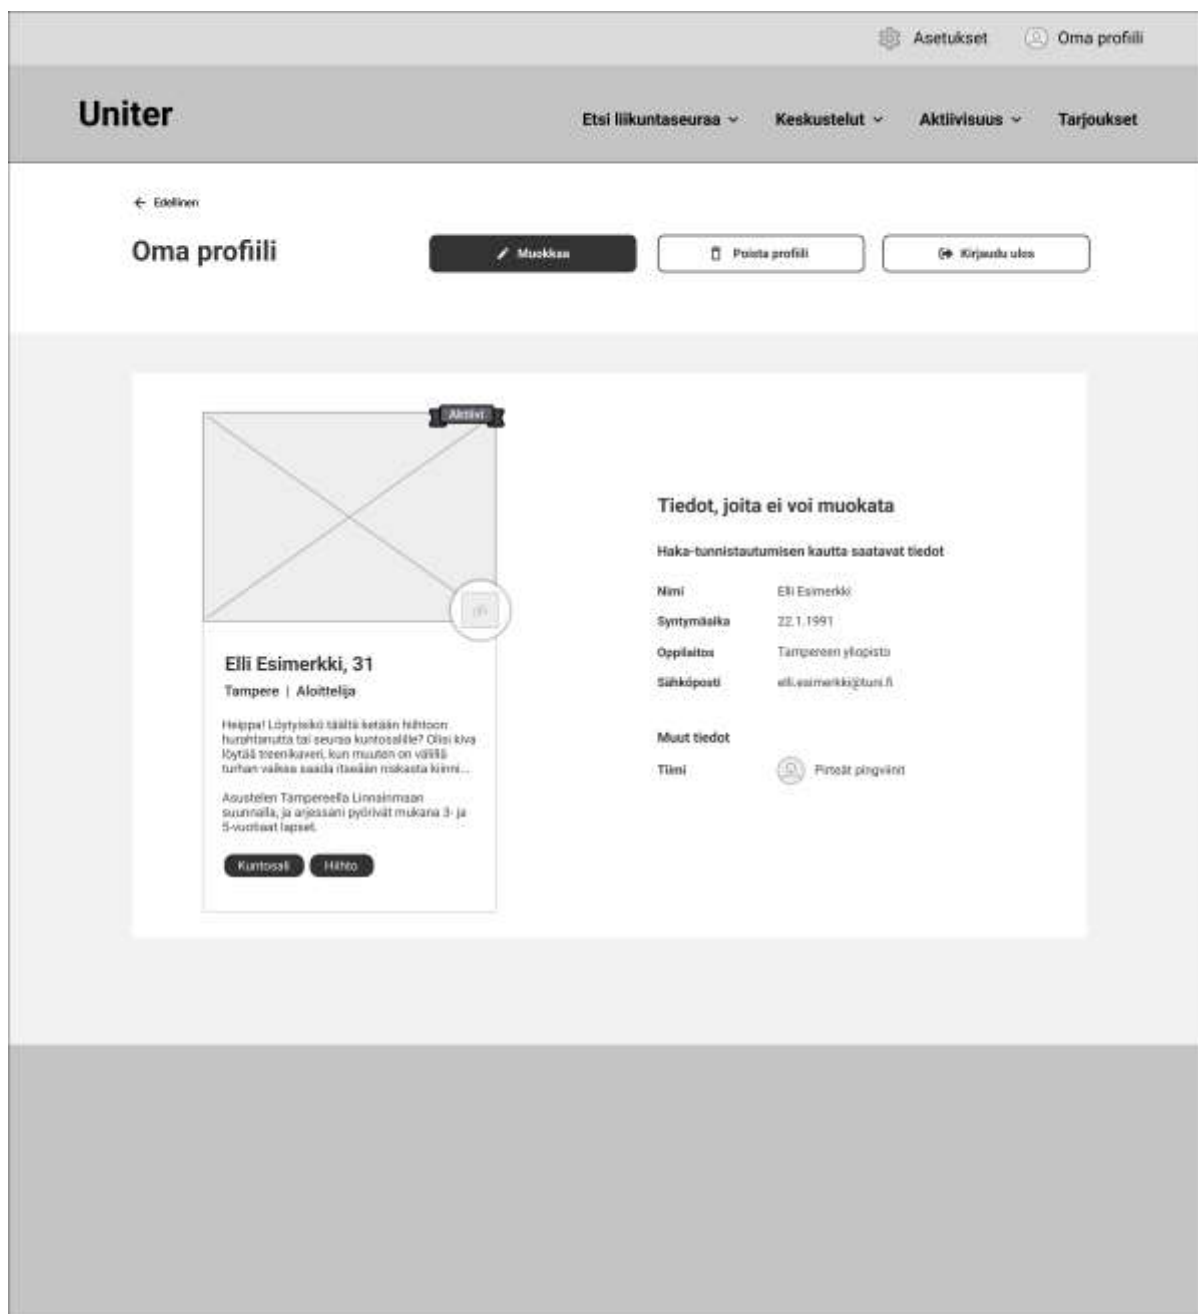 Asetukset
Oma profiili
Uniter
Etsi liikuntaseuraa
Keskustelut
Aktiivisuus
Tarjoukset
Edellinen
Oma profiili
Muokkaa
Poista profiili
Kirjaudu ulos
Aktiivi
Elli Esimerkki, 31
Tampere | Aloittelija
Heippa! Löytyisikö täältä ketään hiihtoon
hurahtanutta tai seuraa kuntosalille? Olisi kiva
löytää treenikaveri, kun muuten on välillä
turhan vaikea saada itseään niskasta kiinni...
Asustelen Tampereella Linnainmaan
suunnalla, ja arjessani pyörivät mukana 3- ja
5-vuotiaat lapset.
Kuntosali
Hiihto
Tiedot, joita ei voi muokata
Haka-tunnistautumisen kautta saatavat tiedot
Nimi Elli Esimerkki
Syntymäaika 22.1.1991
Oppilaitos Tampereen yliopisto
Sähköposti elli.esimerkki@tuni.fi
Muut tiedot
Tiimi Pirteät pingviinit